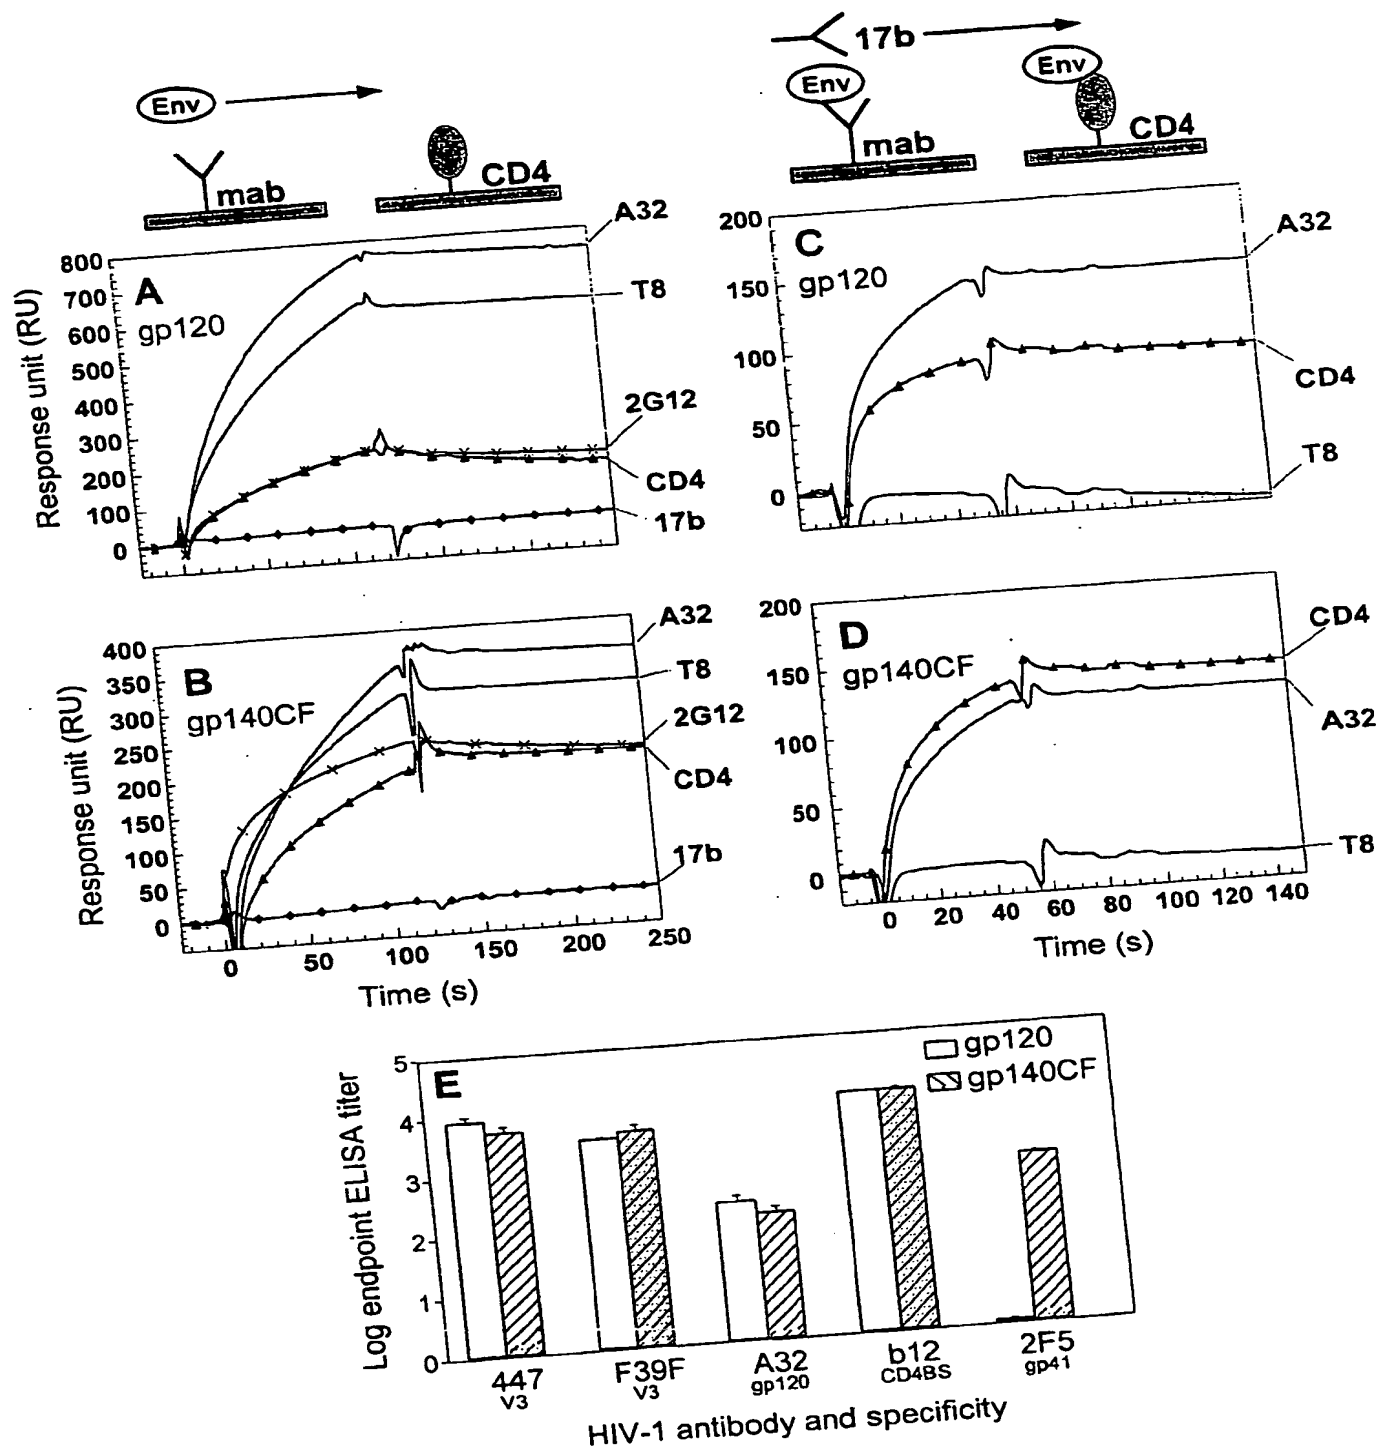 Env
mab
CD4
17b
Env
mab
Env
CD4
A
gp120
Response unit (RU)
800
700
600
500
400
300
200
100
0
A32
T8
2G12
CD4
17b
C
gp120
200
150
100
50
0
A32
CD4
T8
B
gp140CF
Response unit (RU)
400
350
300
250
200
150
100
50
0
0 50 100 150 200 250
Time (s)
A32
T8
2G12
CD4
17b
D
gp140CF
200
150
100
50
0
0 20 40 60 80 100 120 140
Time (s)
CD4
A32
T8
E
gp120
gp140CF
Log endpoint ELISA titer
5
4
3
2
1
0
447 F39F A32 b12 2F5
V3 V3 gp120 CD4BS gp41
HIV-1 antibody and specificity